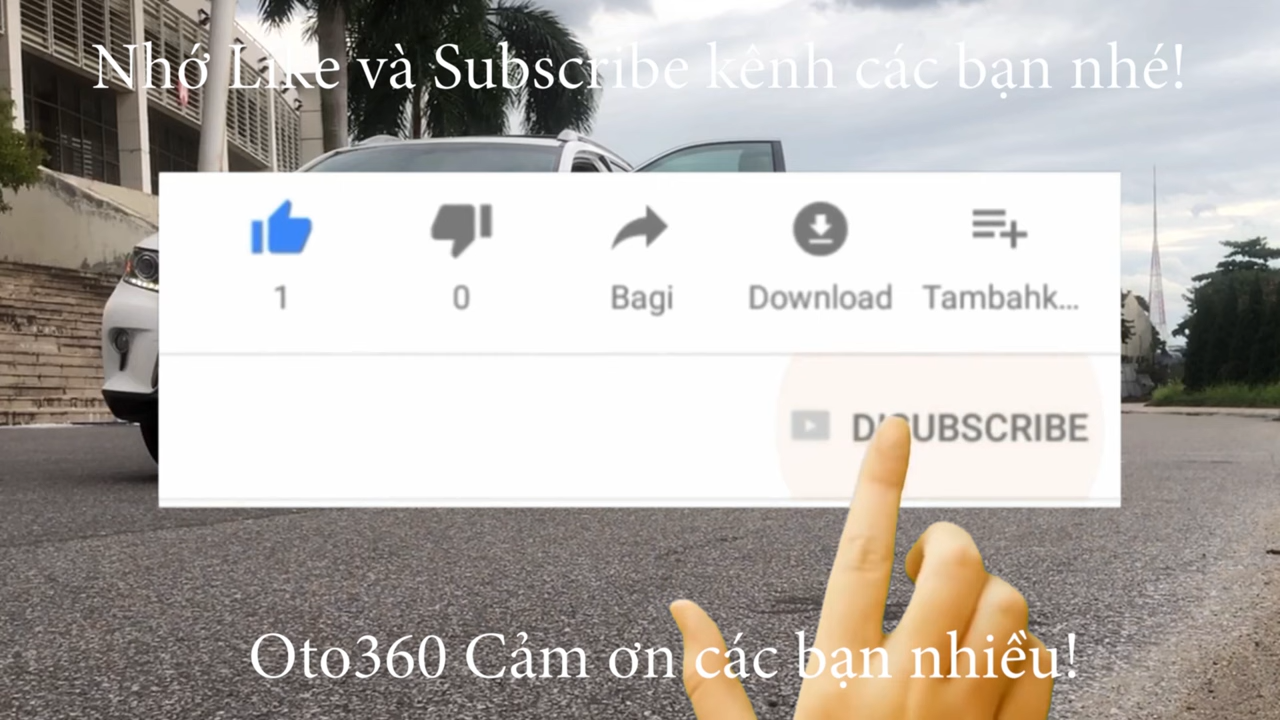 Nhớ Like và Subscribe kênh các bạn nhé!
1 0 Bagi Download Tambahk...
DISUBSCRIBE
Oto360 Cảm ơn các bạn nhiều!